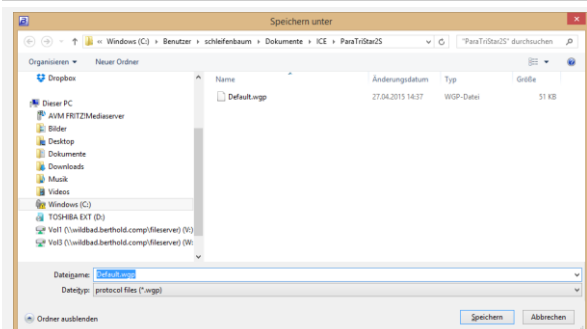 Speichern unter
« Windows (C:) › Benutzer › schleifenbaum › Dokumente › ICE › ParaTriStar2S
"ParaTriStar2S" durchsuchen
Organisieren Neuer Ordner
Name Änderungsdatum Typ Größe
Dropbox
Default.wgp 27.04.2015 14:37 WGP-Datei 51 KB
Dieser PC
AVM FRITZ!Mediaserver
Bilder
Desktop
Dokumente
Downloads
Musik
Videos
Windows (C:)
TOSHIBA EXT (D:)
Vol1 (\\wildbad.berthold.comp\fileserver) (V:)
Vol3 (\\wildbad.berthold.comp\fileserver) (W:
Dateiname: Default.wgp
Dateityp: protocol files (*.wgp)
Ordner ausblenden
Speichern Abbrechen